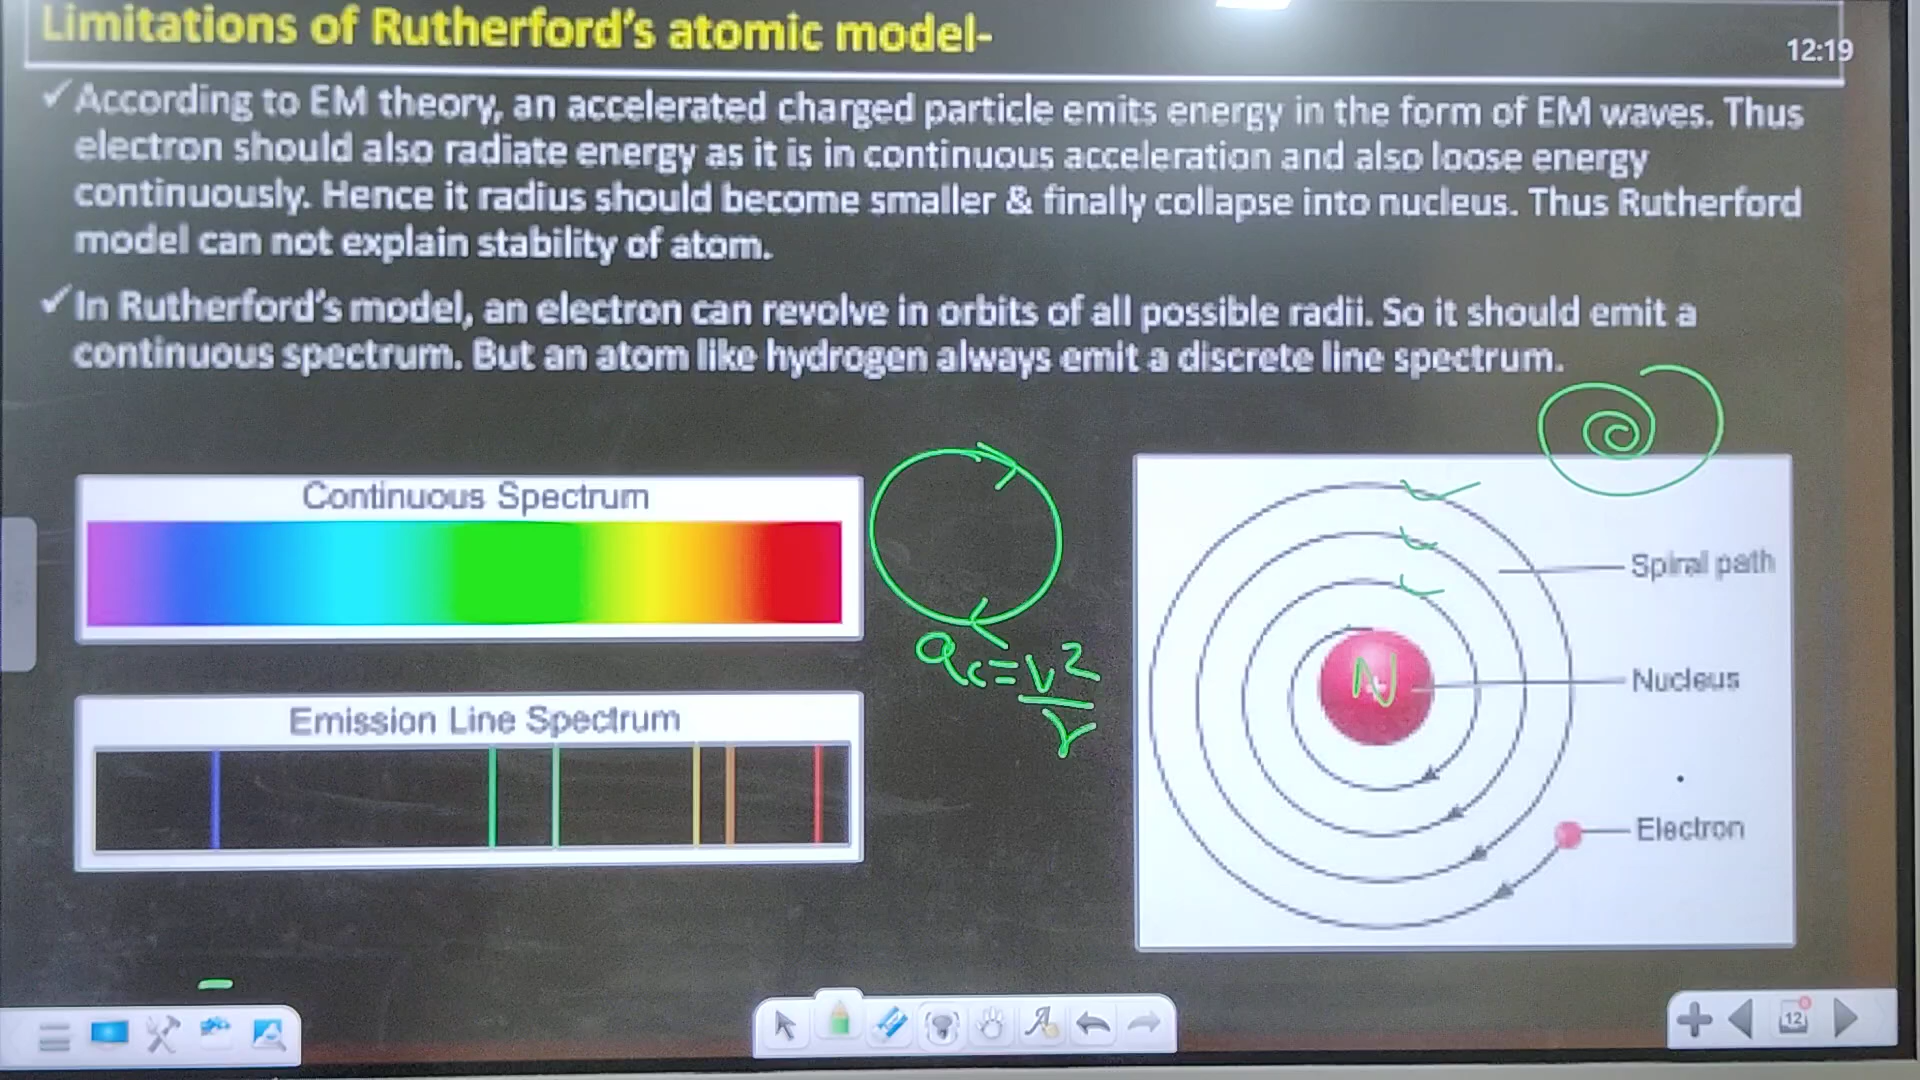 Limitations of Rutherford's atomic model-
12:19
✓ According to EM theory, an accelerated charged particle emits energy in the form of EM waves. Thus
electron should also radiate energy as it is in continuous acceleration and also loose energy
continuously. Hence it radius should become smaller & finally collapse into nucleus. Thus Rutherford
model can not explain stability of atom.
✓ In Rutherford's model, an electron can revolve in orbits of all possible radii. So it should emit a
continuous spectrum. But an atom like hydrogen always emit a discrete line spectrum.
Continuous Spectrum
Emission Line Spectrum
ac = v²/r
Spiral path
N
Nucleus
Electron
12